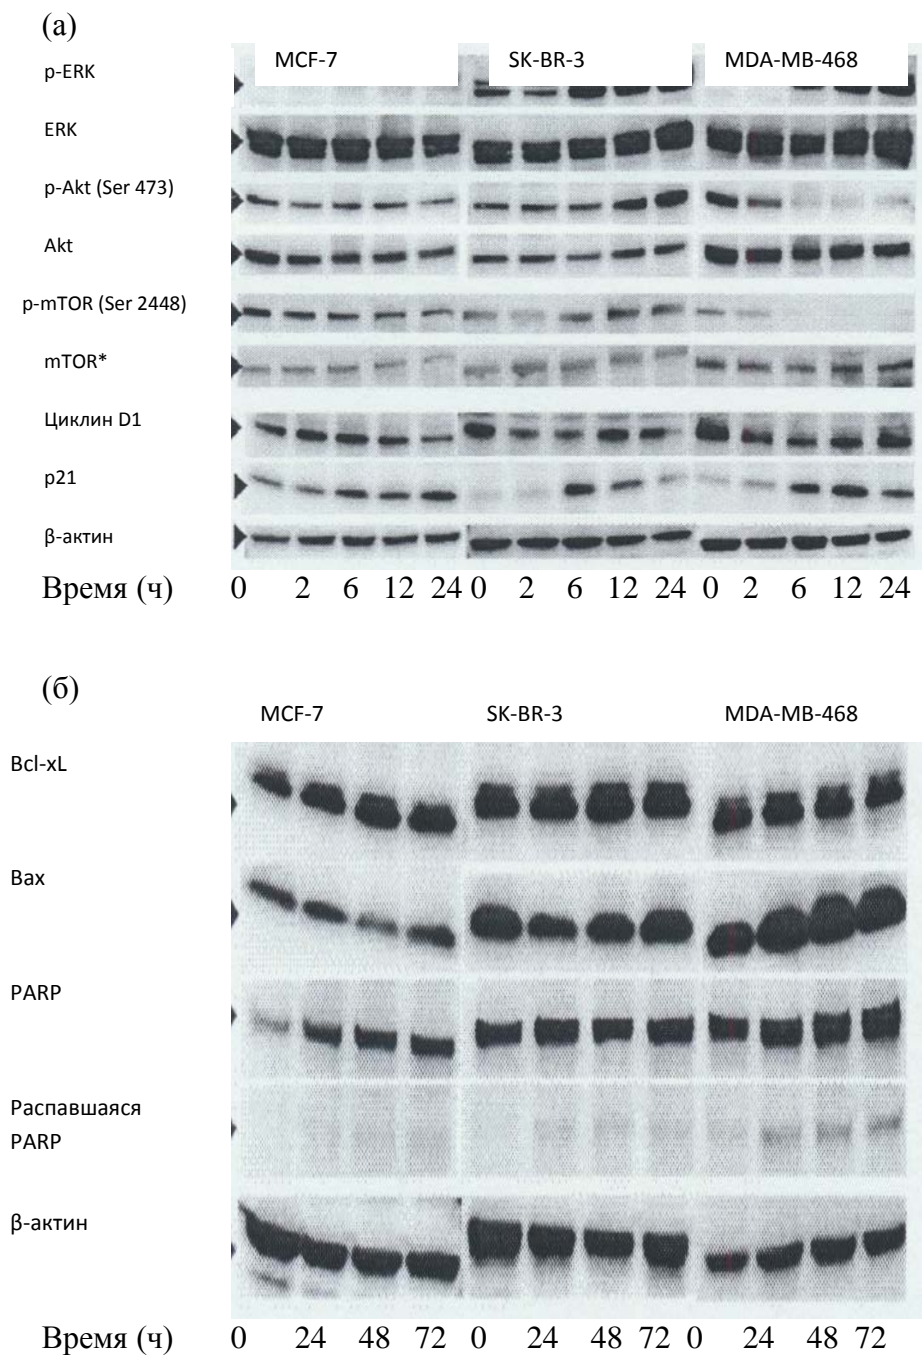 (а)
MCF-7 SK-BR-3 MDA-MB-468
p-ERK
ERK
p-Akt (Ser 473)
Akt
p-mTOR (Ser 2448)
mTOR*
Циклин D1
p21
β-актин
Время (ч) 0 2 6 12 24 0 2 6 12 24 0 2 6 12 24
(б)
MCF-7 SK-BR-3 MDA-MB-468
Bcl-xL
Bax
PARP
Распавшаяся
PARP
β-актин
Время (ч) 0 24 48 72 0 24 48 72 0 24 48 72